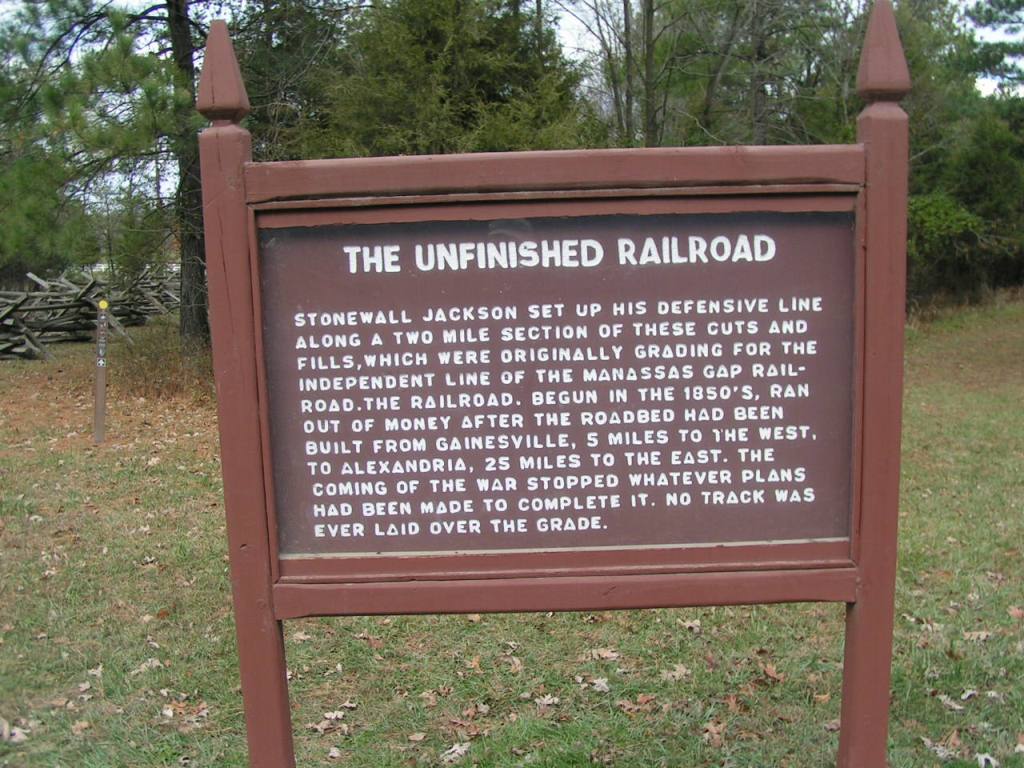 THE UNFINISHED RAILROAD
STONEWALL JACKSON SET UP HIS DEFENSIVE LINE
ALONG A TWO MILE SECTION OF THESE CUTS AND
FILLS, WHICH WERE ORIGINALLY GRADING FOR THE
INDEPENDENT LINE OF THE MANASSAS GAP RAIL-
ROAD. THE RAILROAD. BEGUN IN THE 1850'S, RAN
OUT OF MONEY AFTER THE ROADBED HAD BEEN
BUILT FROM GAINESVILLE, 5 MILES TO THE WEST,
TO ALEXANDRIA, 25 MILES TO THE EAST. THE
COMING OF THE WAR STOPPED WHATEVER PLANS
HAD BEEN MADE TO COMPLETE IT. NO TRACK WAS
EVER LAID OVER THE GRADE.